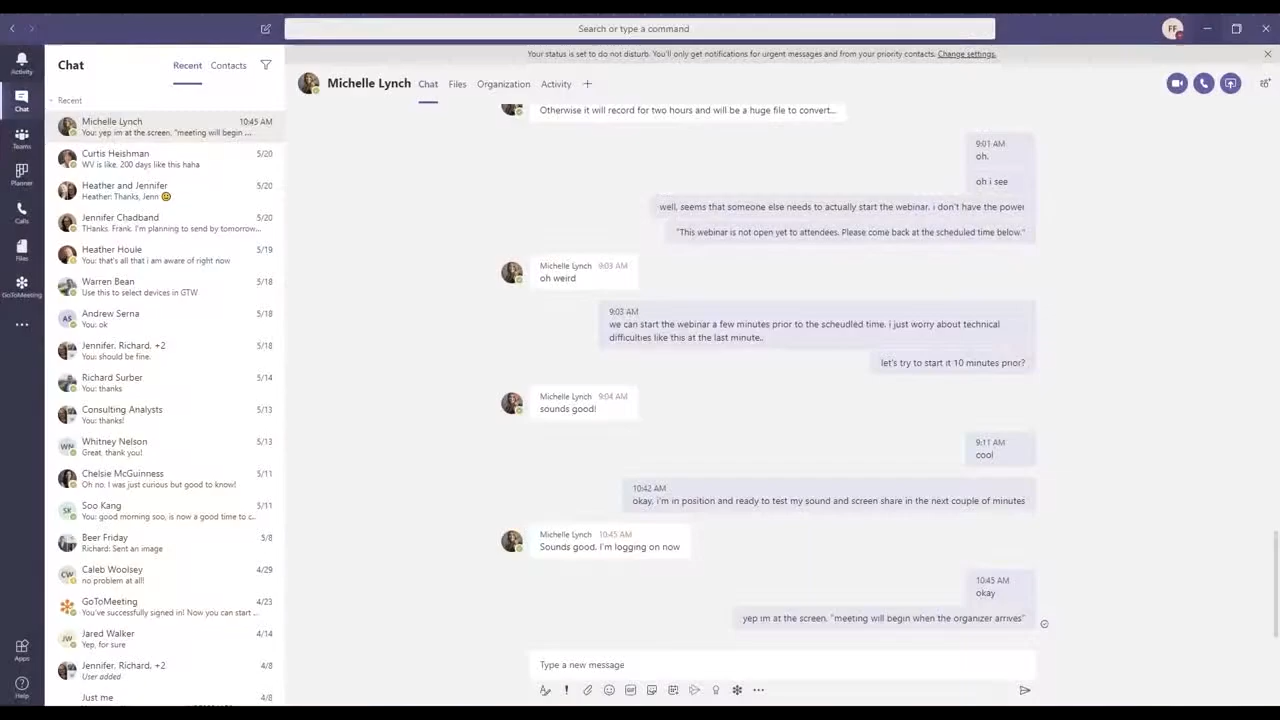 Search or type a command
FF
Your status is set to do not disturb. You'll only get notifications for urgent messages and from your priority contacts. Change settings.
Activity
Chat
Teams
Planner
Calls
Files
GoToMeeting
Apps
Help
Chat
Recent
Contacts
Recent
Michelle Lynch 10:45 AM
You: yep im at the screen, "meeting will begin ...
Curtis Heishman 5/20
WV is like, 200 days like this haha
Heather and Jennifer 5/20
Heather: Thanks, Jenn
Jennifer Chadband 5/20
THanks, Frank. I'm planning to send by tomorrow...
Heather Houle 5/19
You: that's all i am aware of right now
Warren Bean 5/18
Use this to select devices in GTW
AS
Andrew Serna 5/18
You: ok
Jennifer, Richard, +2 5/18
You: should be fine.
Richard Surber 5/14
You: thanks
Consulting Analysts 5/13
You: thanks!
WN
Whitney Nelson 5/13
Great, thank you!
Chelsie McGuinness 5/11
Oh no, I was just curious but good to know!
SK
Soo Kang 5/11
You: good morning soo, is now a good time to c...
Beer Friday 5/8
Richard: Sent an image
CW
Caleb Woolsey 4/29
no problem at all!
GoToMeeting 4/23
You've successfully signed in! Now you can start ...
JW
Jared Walker 4/14
Yep, for sure
Jennifer, Richard, +2 4/8
User added
Just me 4/8
Michelle Lynch
Chat
Files
Organization
Activity
Otherwise it will record for two hours and will be a huge file to convert...
9:01 AM
oh,
oh i see
well, seems that someone else needs to actually start the webinar. i don't have the power
"This webinar is not open yet to attendees. Please come back at the scheduled time below."
Michelle Lynch 9:03 AM
oh weird
9:03 AM
we can start the webinar a few minutes prior to the scheudled time. i just worry about technical
difficulties like this at the last minute..
let's try to start it 10 minutes prior?
Michelle Lynch 9:04 AM
sounds good!
9:11 AM
cool
10:42 AM
okay, i'm in position and ready to test my sound and screen share in the next couple of minutes
Michelle Lynch 10:45 AM
Sounds good. I'm logging on now
10:45 AM
okay
yep im at the screen, "meeting will begin when the organizer arrives"
Type a new message
GIF